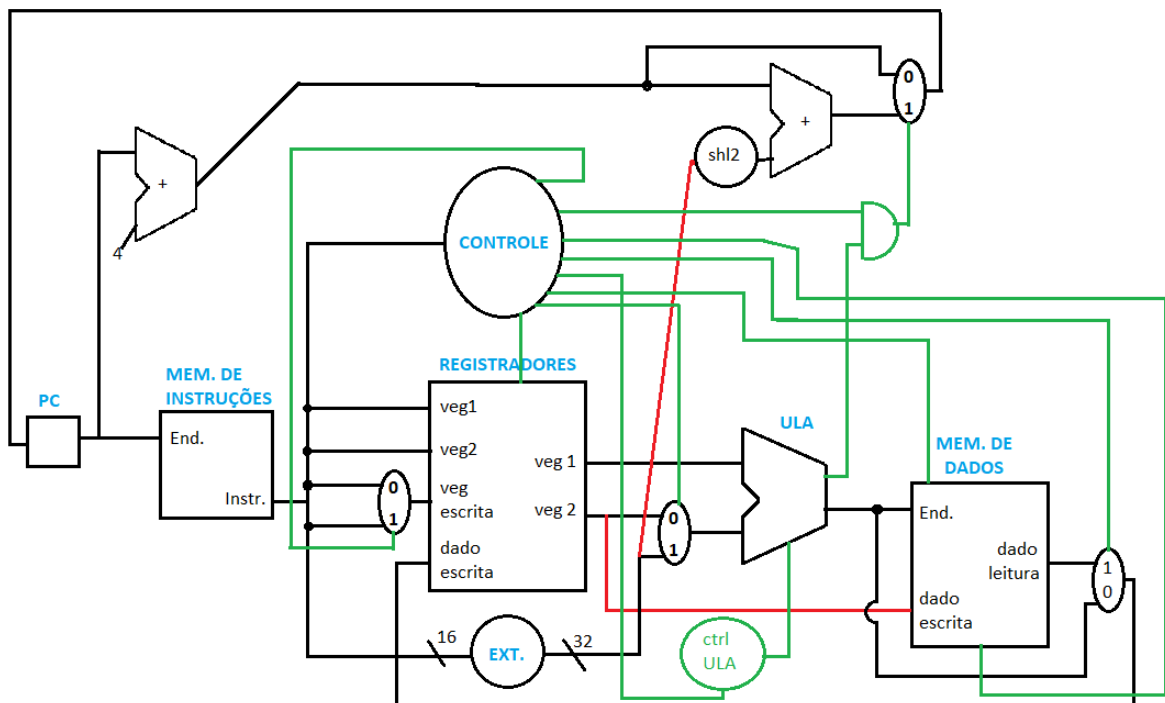 0
1
+
shl2
+
4
CONTROLE
REGISTRADORES
MEM. DE
INSTRUÇÕES
PC
ULA
MEM. DE
DADOS
End.
Instr.
veg1
veg2
veg
escrita
dado
escrita
veg 1
veg 2
0
1
0
1
End.
dado
leitura
dado
escrita
1
0
16
EXT.
32
ctrl
ULA